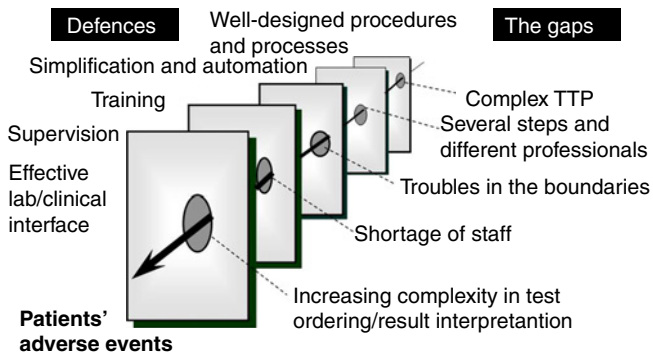 Defences
Well-designed procedures
and processes
The gaps
Simplification and automation
Training
Supervision
Effective
lab/clinical
interface
Complex TTP
Several steps and
different professionals
Troubles in the boundaries
Shortage of staff
Increasing complexity in test
ordering/result interpretantion
Patients'
adverse events